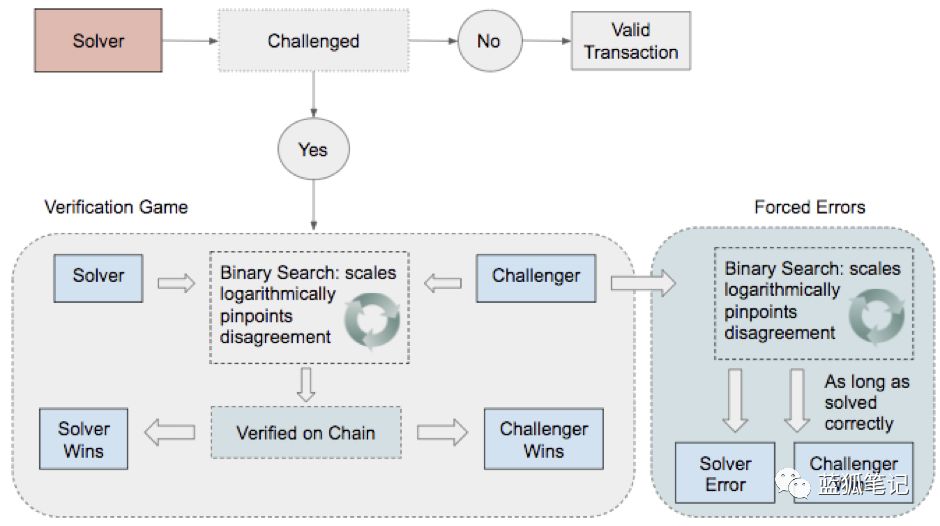 Solver
Challenged
No
Valid
Transaction
Yes
Verification Game
Solver
Binary Search: scales
logarithmically
pinpoints
disagreement
Challenger
Solver
Wins
Verified on Chain
Challenger
Wins
Forced Errors
Binary Search: scales
logarithmically
pinpoints
disagreement
As long as
solved
correctly
Solver
Error
Challenger
蓝狐笔记